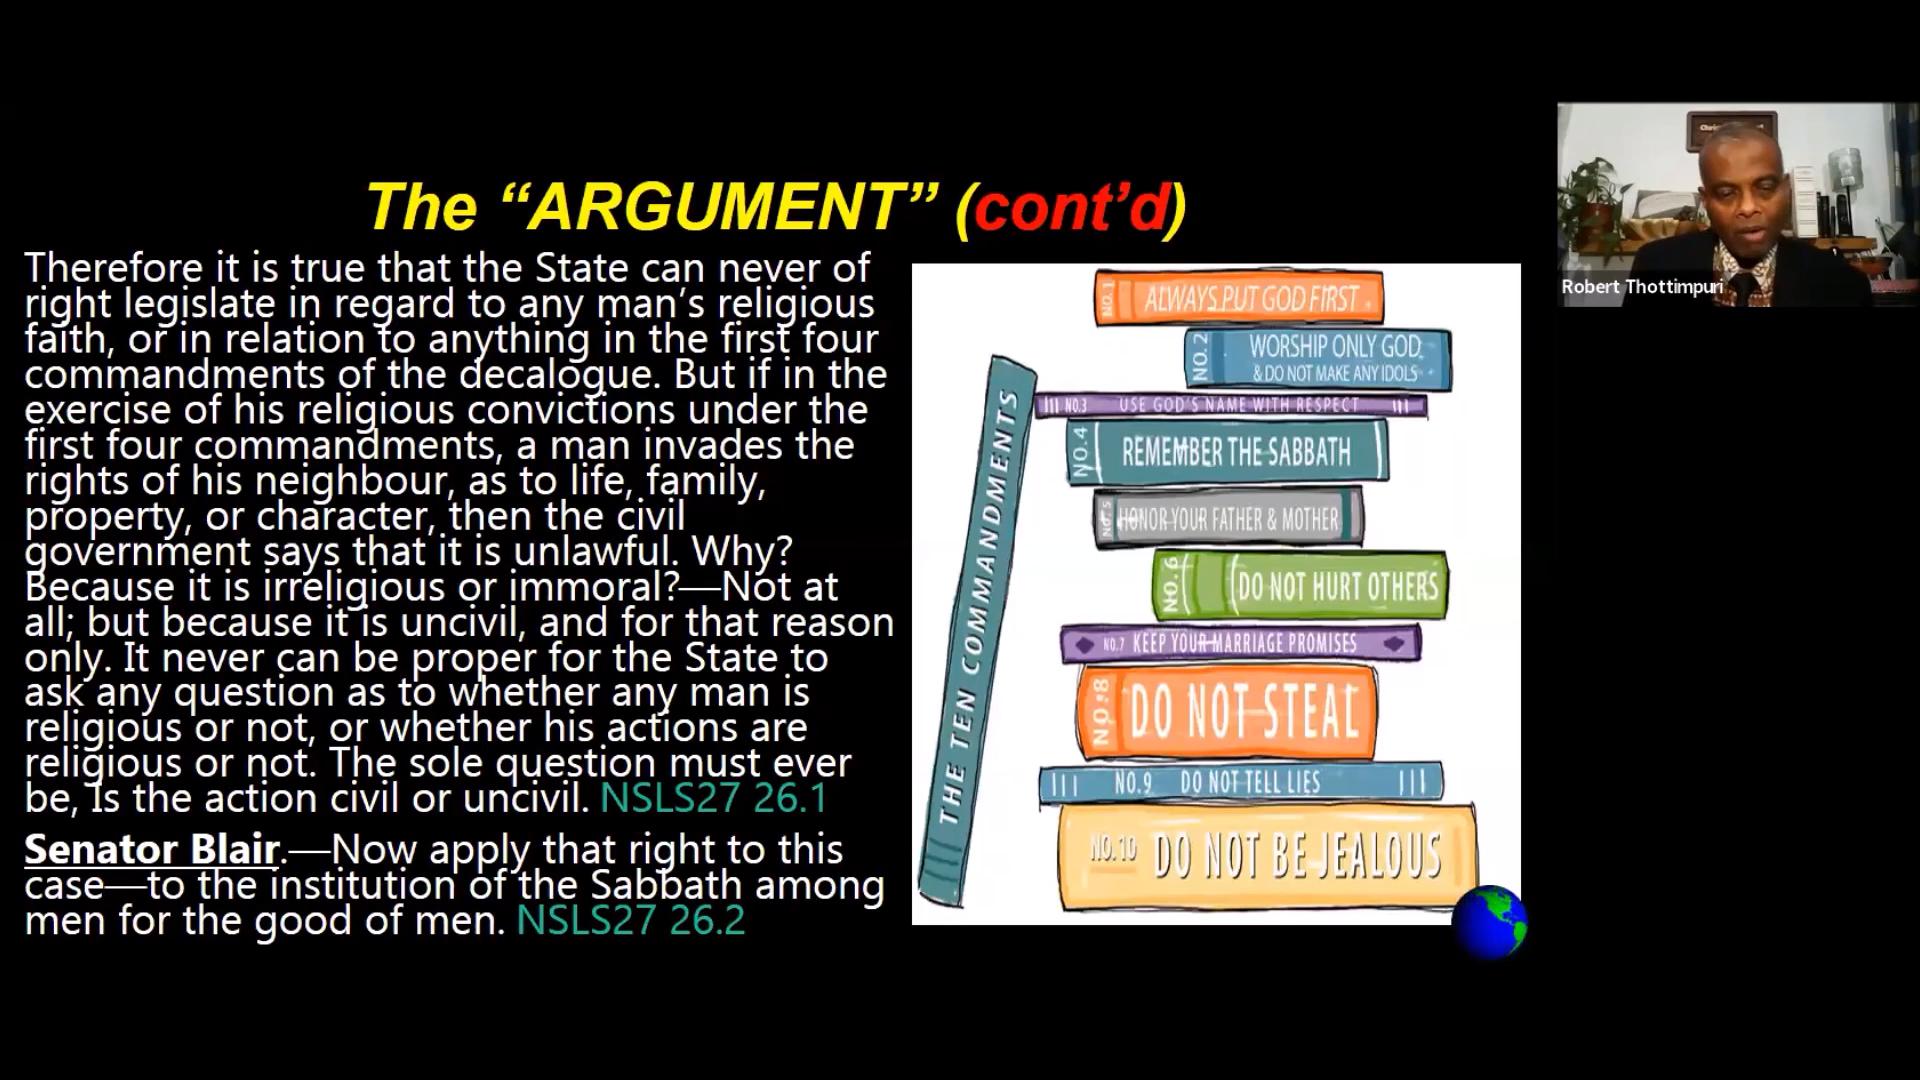 The “ARGUMENT” (cont’d)
Therefore it is true that the State can never of
right legislate in regard to any man’s religious
faith, or in relation to anything in the first four
commandments of the decalogue. But if in the
exercise of his religious convictions under the
first four commandments, a man invades the
rights of his neighbour, as to life, family,
property, or character, then the civil
government says that it is unlawful. Why?
Because it is irreligious or immoral?—Not at
all; but because it is uncivil, and for that reason
only. It never can be proper for the State to
ask any question as to whether any man is
religious or not, or whether his actions are
religious or not. The sole question must ever
be, Is the action civil or uncivil. NSLS27 26.1
Senator Blair.—Now apply that right to this
case—to the institution of the Sabbath among
men for the good of men. NSLS27 26.2
THE TEN COMMANDMENTS
NO.1 ALWAYS PUT GOD FIRST
NO.2 WORSHIP ONLY GOD
& DO NOT MAKE ANY IDOLS
NO.3 USE GOD'S NAME WITH RESPECT
NO.4 REMEMBER THE SABBATH
NO.5 HONOR YOUR FATHER & MOTHER
NO.6 DO NOT HURT OTHERS
NO.7 KEEP YOUR MARRIAGE PROMISES
NO.8 DO NOT STEAL
NO.9 DO NOT TELL LIES
NO.10 DO NOT BE JEALOUS
Robert Thottimpuri